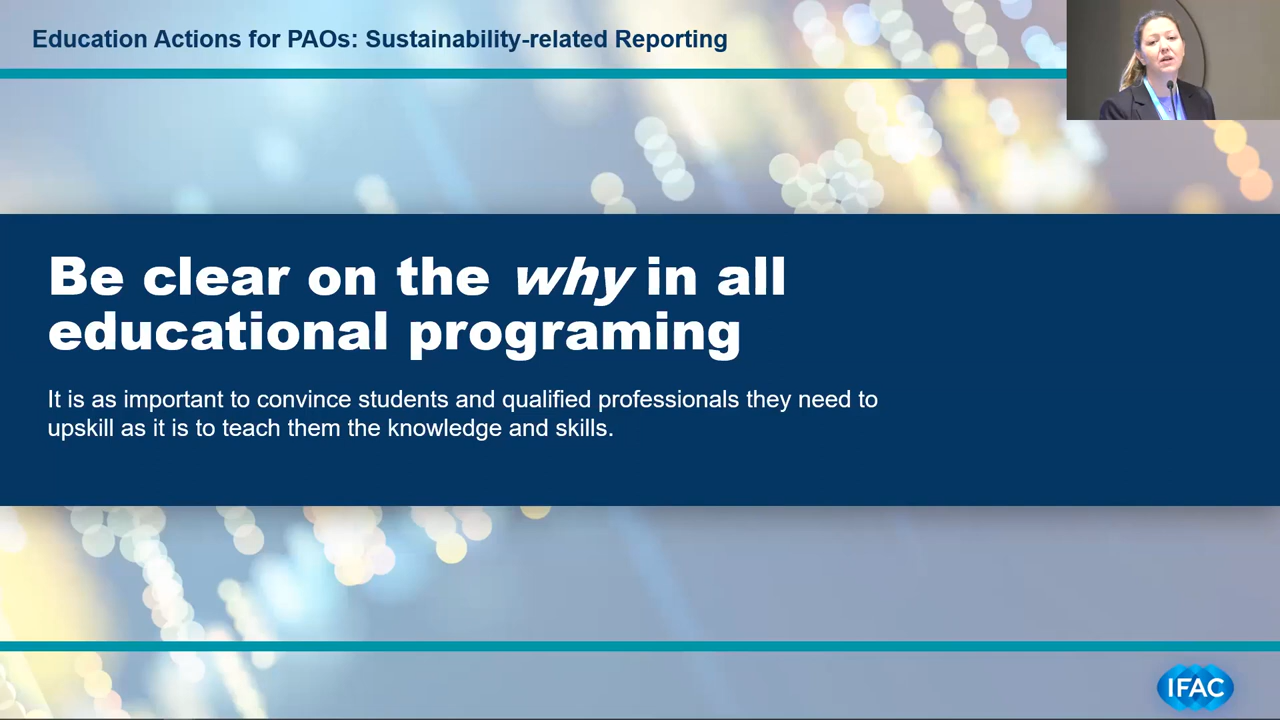 Education Actions for PAOs: Sustainability-related Reporting
Be clear on the why in all
educational programing
It is as important to convince students and qualified professionals they need to
upskill as it is to teach them the knowledge and skills.
IFAC